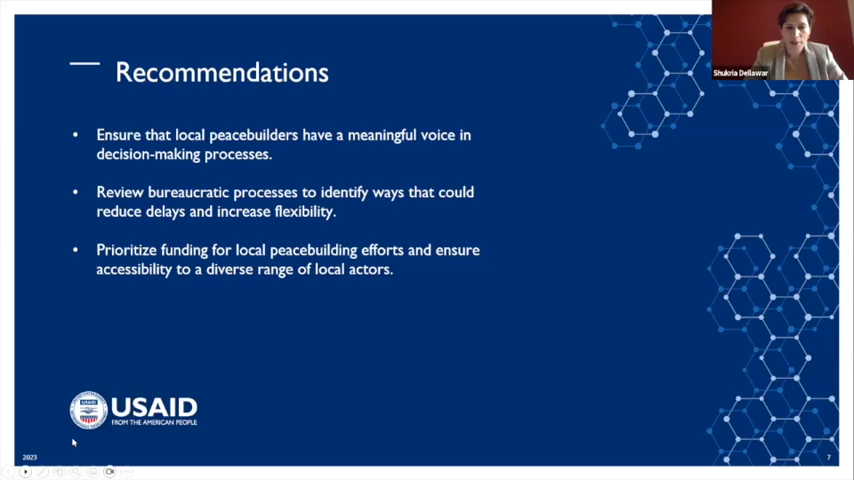 Shukria Dellawar
Recommendations
• Ensure that local peacebuilders have a meaningful voice in
decision-making processes.
• Review bureaucratic processes to identify ways that could
reduce delays and increase flexibility.
• Prioritize funding for local peacebuilding efforts and ensure
accessibility to a diverse range of local actors.
USAID
FROM THE AMERICAN PEOPLE
2023
7